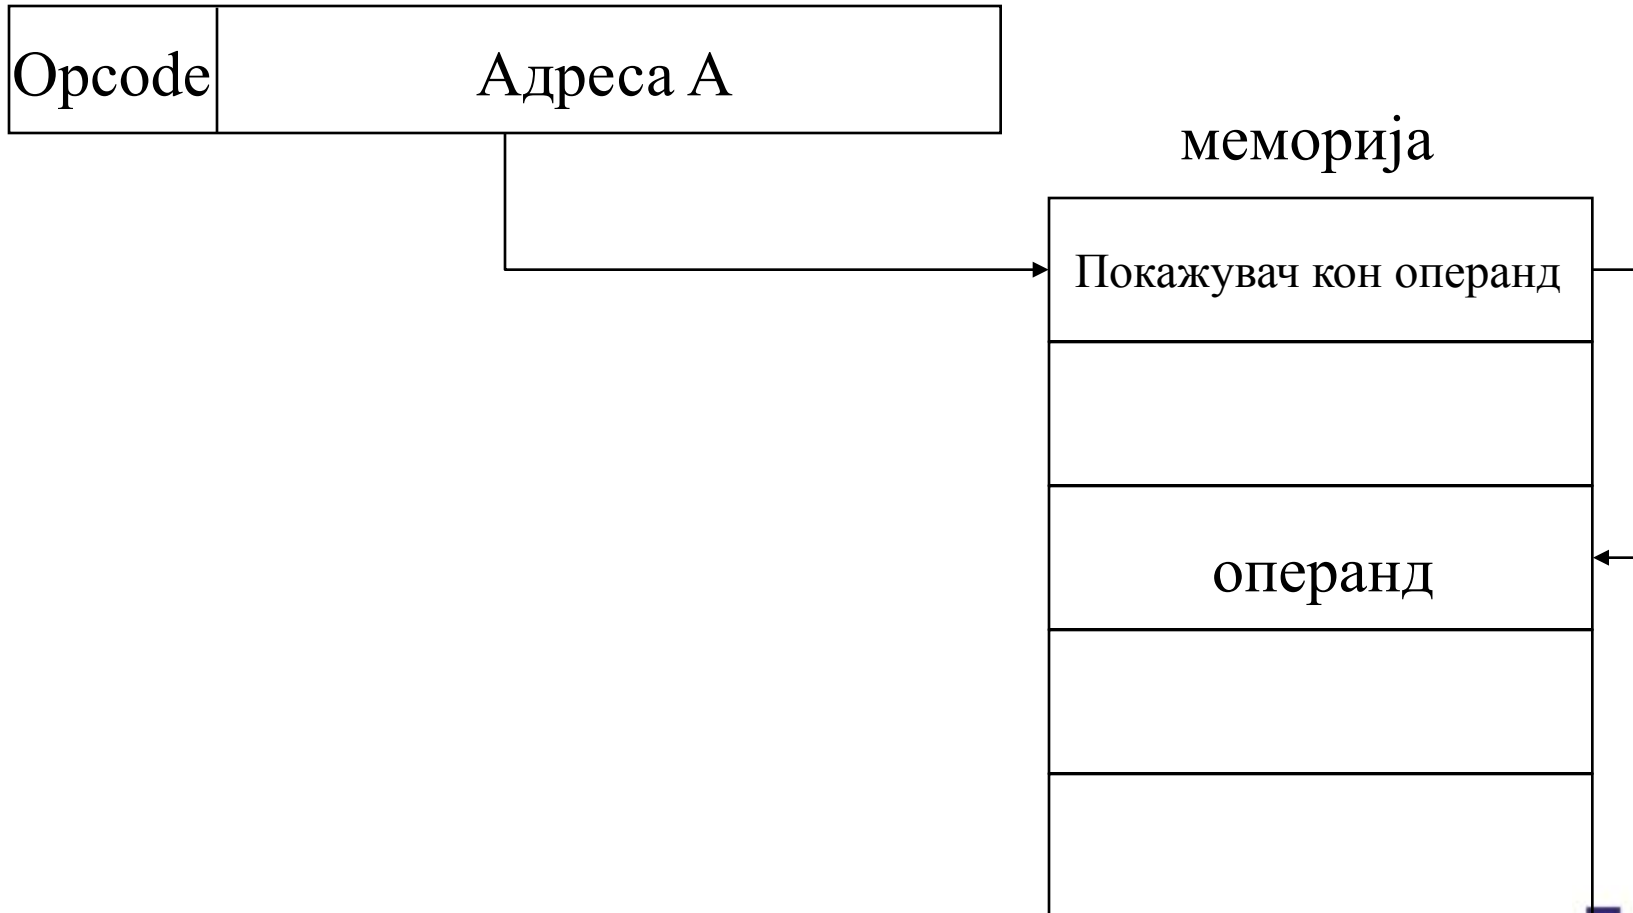 Opcode
Адреса А
меморија
Покажувач кон операнд
операнд